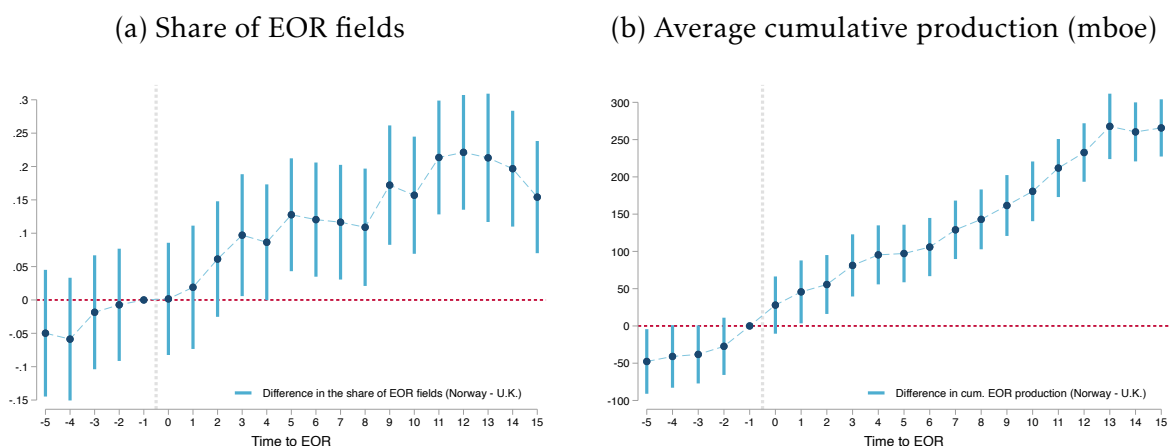 (a) Share of EOR fields
.3
.25
.2
.15
.1
.05
0
-.05
-.1
-.15
Difference in the share of EOR fields (Norway - U.K.)
-5 -4 -3 -2 -1 0 1 2 3 4 5 6 7 8 9 10 11 12 13 14 15
Time to EOR
(b) Average cumulative production (mboe)
300
250
200
150
100
50
0
-50
-100
Difference in cum. EOR production (Norway - U.K.)
-5 -4 -3 -2 -1 0 1 2 3 4 5 6 7 8 9 10 11 12 13 14 15
Time to EOR